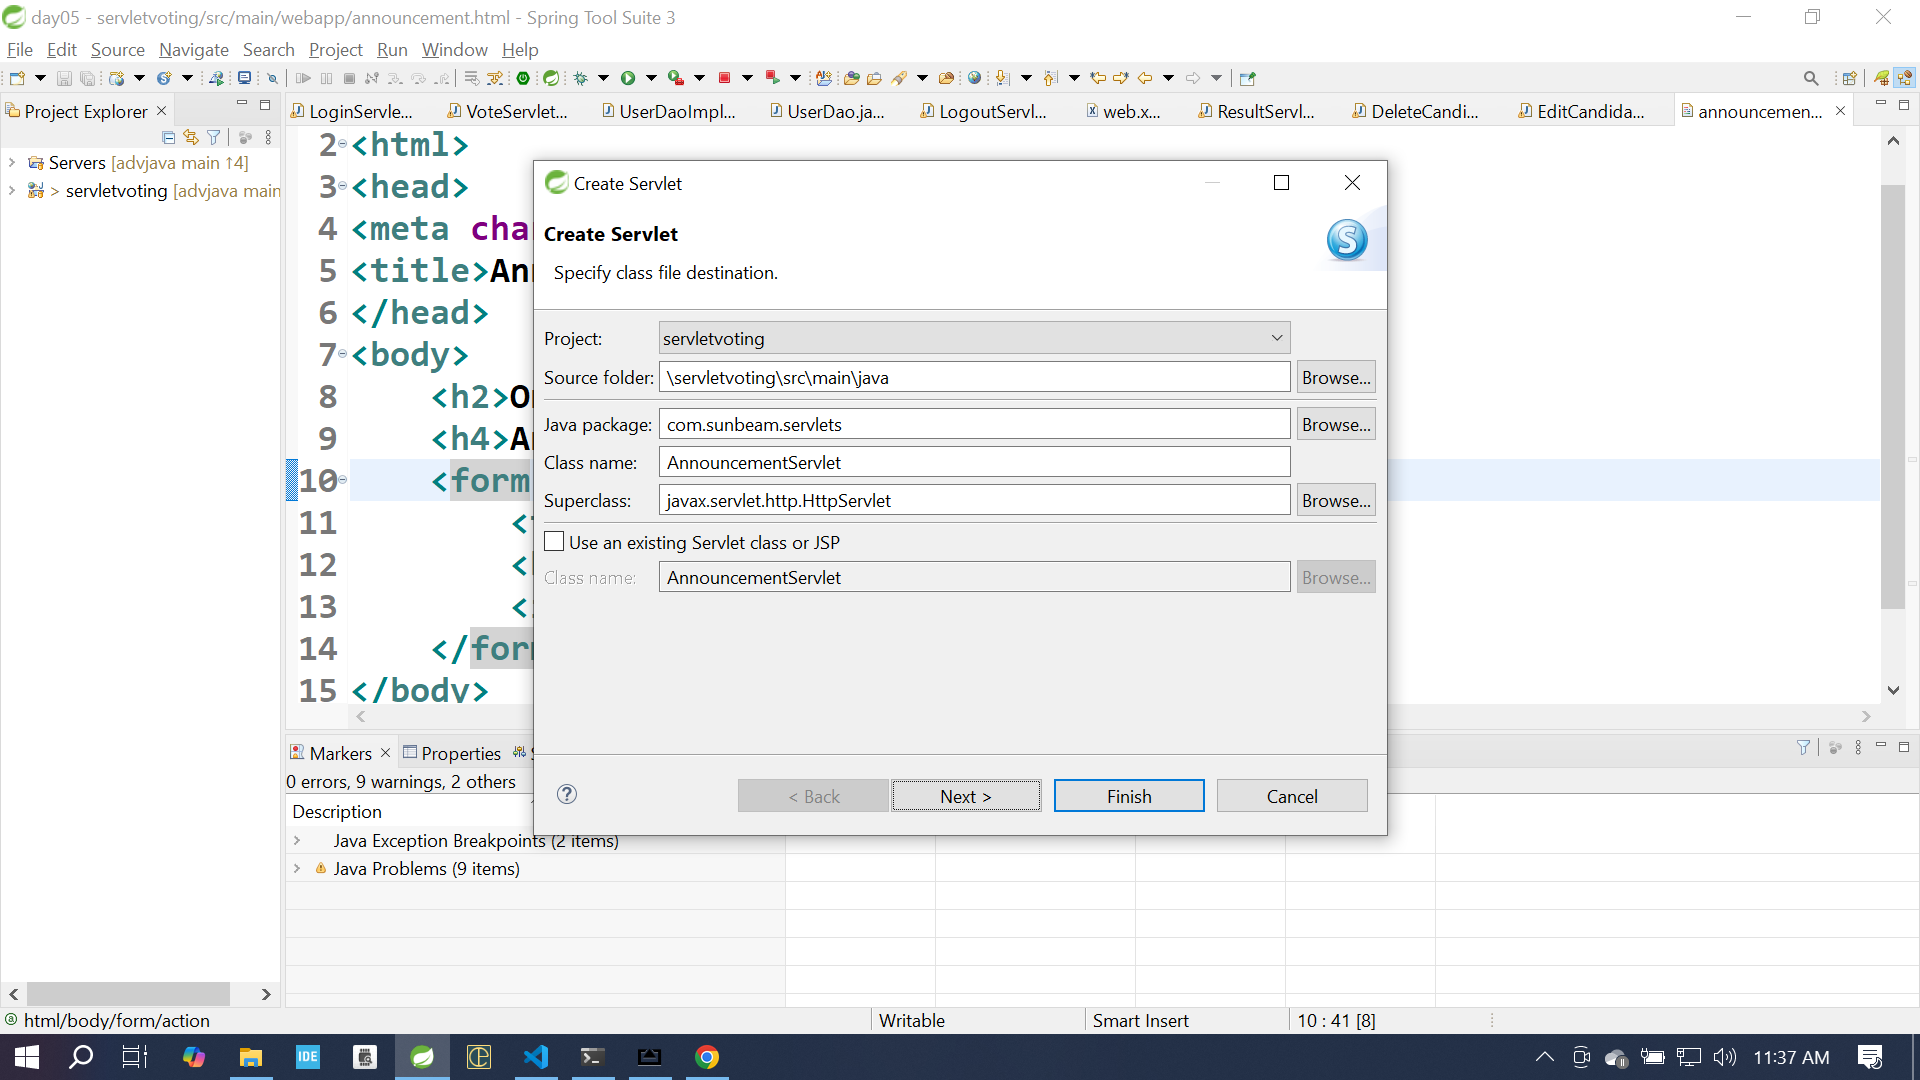 day05 - servletvoting/src/main/webapp/announcement.html - Spring Tool Suite 3
File Edit Source Navigate Search Project Run Window Help
Project Explorer
LoginServle... VoteServlet... UserDaoImpl... UserDao.ja... LogoutServl... web.x... ResultServl... DeleteCandi... EditCandida... announcemen...
Servers [advjava main ↑4]
> servletvoting [advjava main
2 <html>
3 <head>
4 <meta cha
5 <title>An
6 </head>
7 <body>
8 <h2>O
9 <h4>A
10 <form
11 <
12 <
13 <
14 </for
15 </body>
Create Servlet
Create Servlet
Specify class file destination.
Project: servletvoting
Source folder: \servletvoting\src\main\java Browse...
Java package: com.sunbeam.servlets Browse...
Class name: AnnouncementServlet
Superclass: javax.servlet.http.HttpServlet Browse...
Use an existing Servlet class or JSP
Class name: AnnouncementServlet Browse...
< Back Next > Finish Cancel
Markers Properties
0 errors, 9 warnings, 2 others
Description
Java Exception Breakpoints (2 items)
Java Problems (9 items)
html/body/form/action Writable Smart Insert 10 : 41 [8]
IDE
11:37 AM